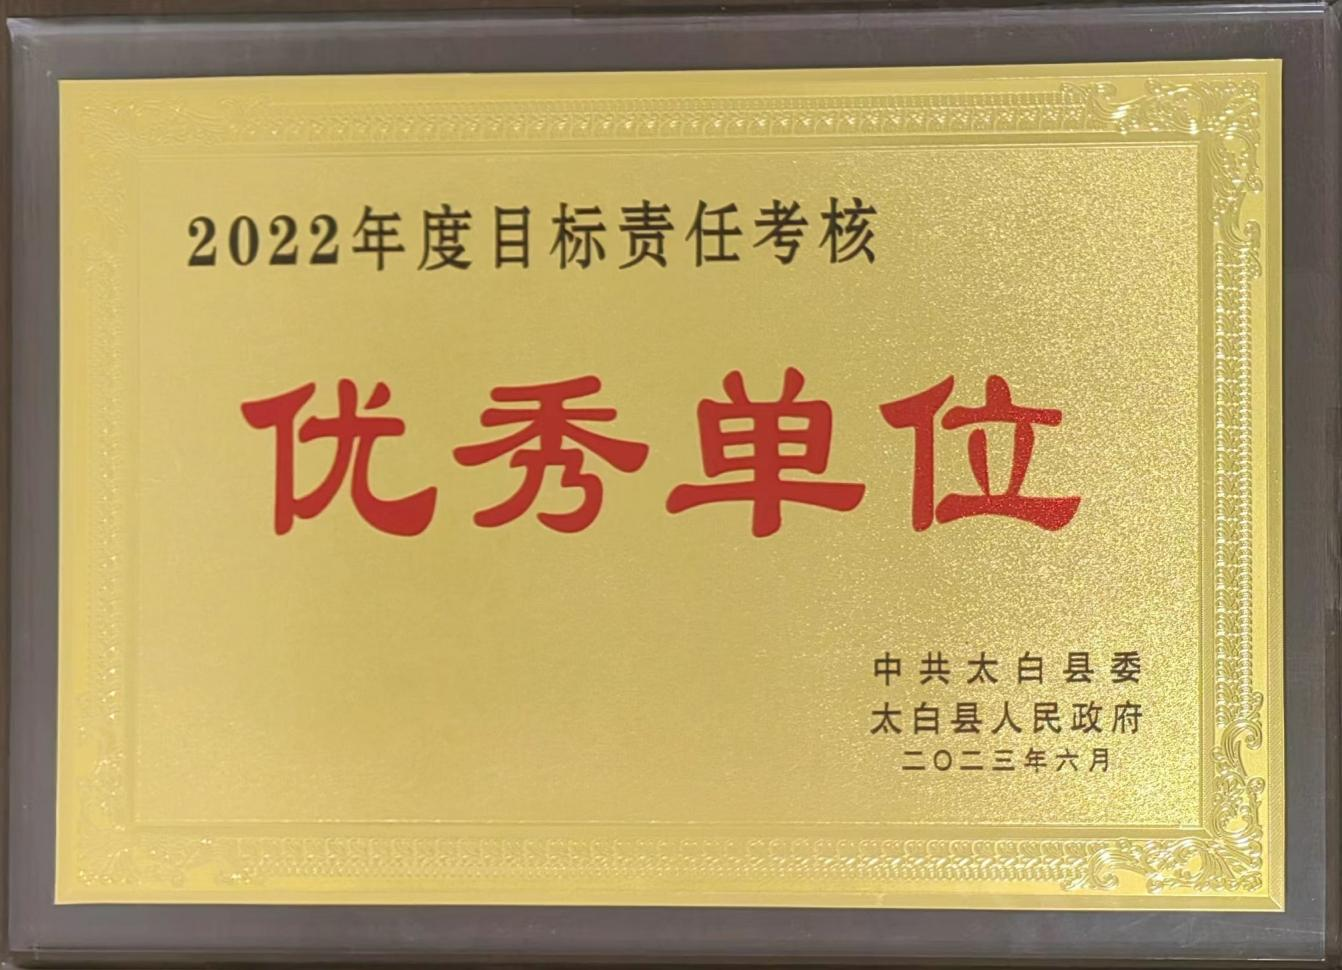 2022年度目标责任考核
优秀单位
中共太白县委
太白县人民政府
二〇二三年六月